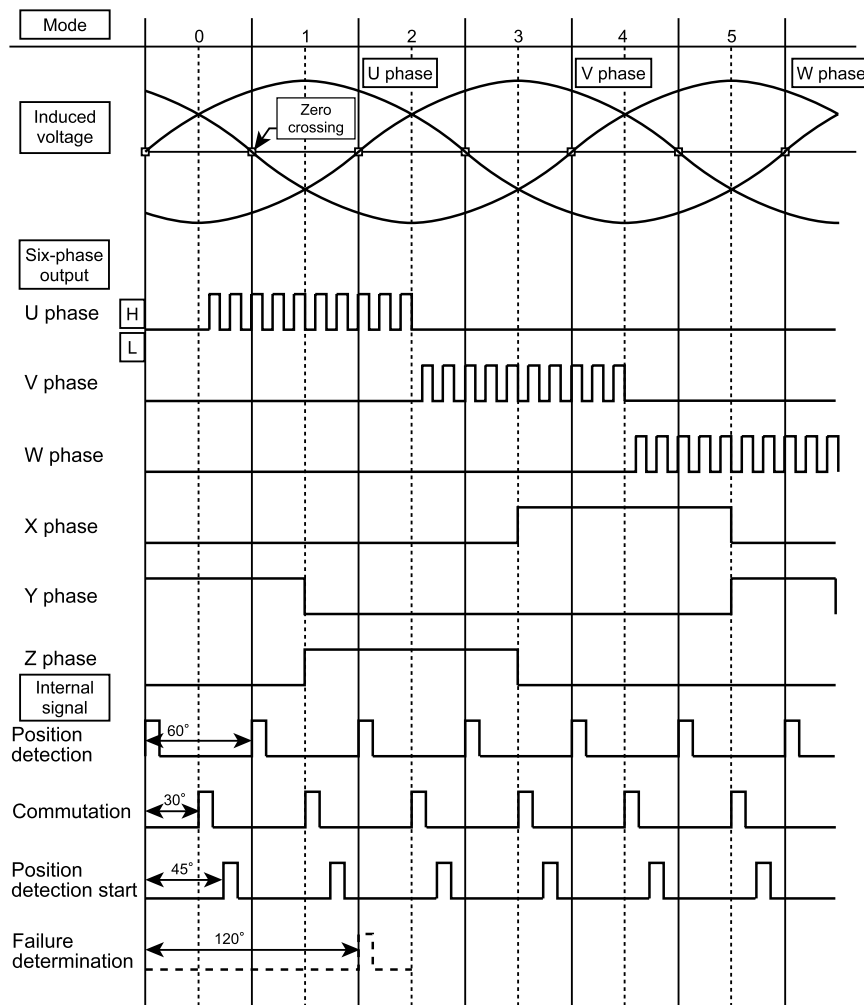 Mode
0 1 2 3 4 5
U phase V phase W phase
Induced
voltage
Zero
crossing
Six-phase
output
U phase H
L
V phase
W phase
X phase
Y phase
Z phase
Internal
signal
Position
detection
60°
Commutation
30°
Position
detection start
45°
Failure
determination
120°